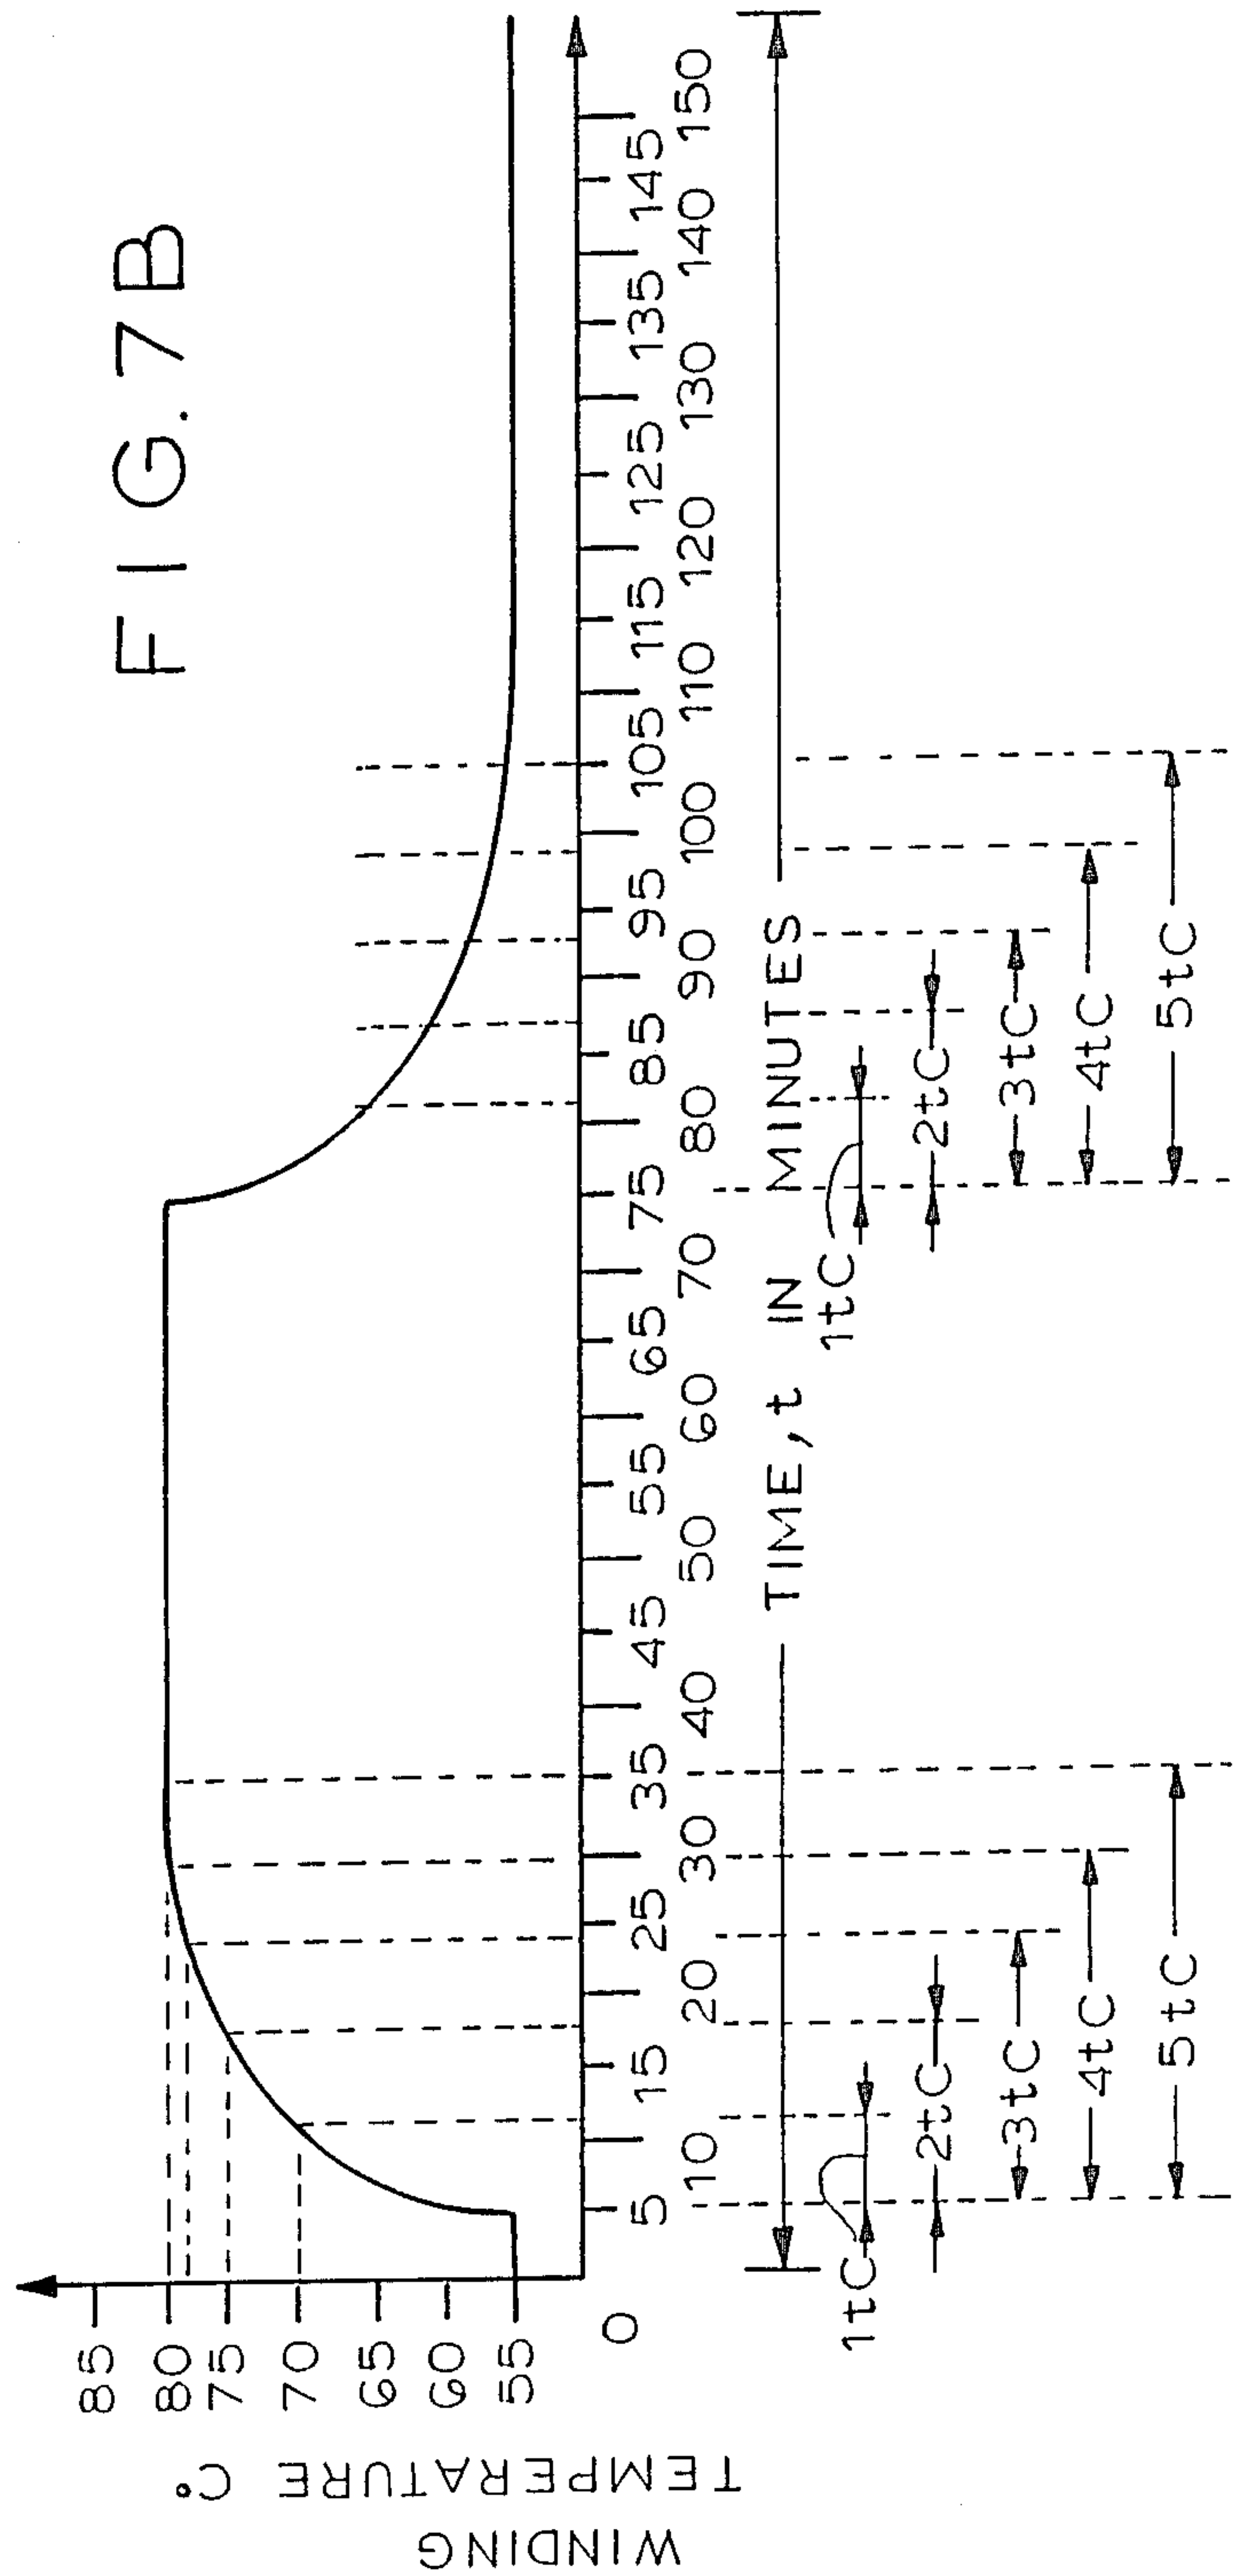 FIG.7B
WINDING
TEMPERATURE C°
85
80
75
70
65
60
55
0
5 15 25 35 45 55 65 75 85 95 105 115 125 135 145
10 20 30 40 50 60 70 80 90 100 110 120 130 140 150
TIME, t IN MINUTES
1tC 1tC
2tC 2tC
3tC 3tC
4tC 4tC
5tC 5tC